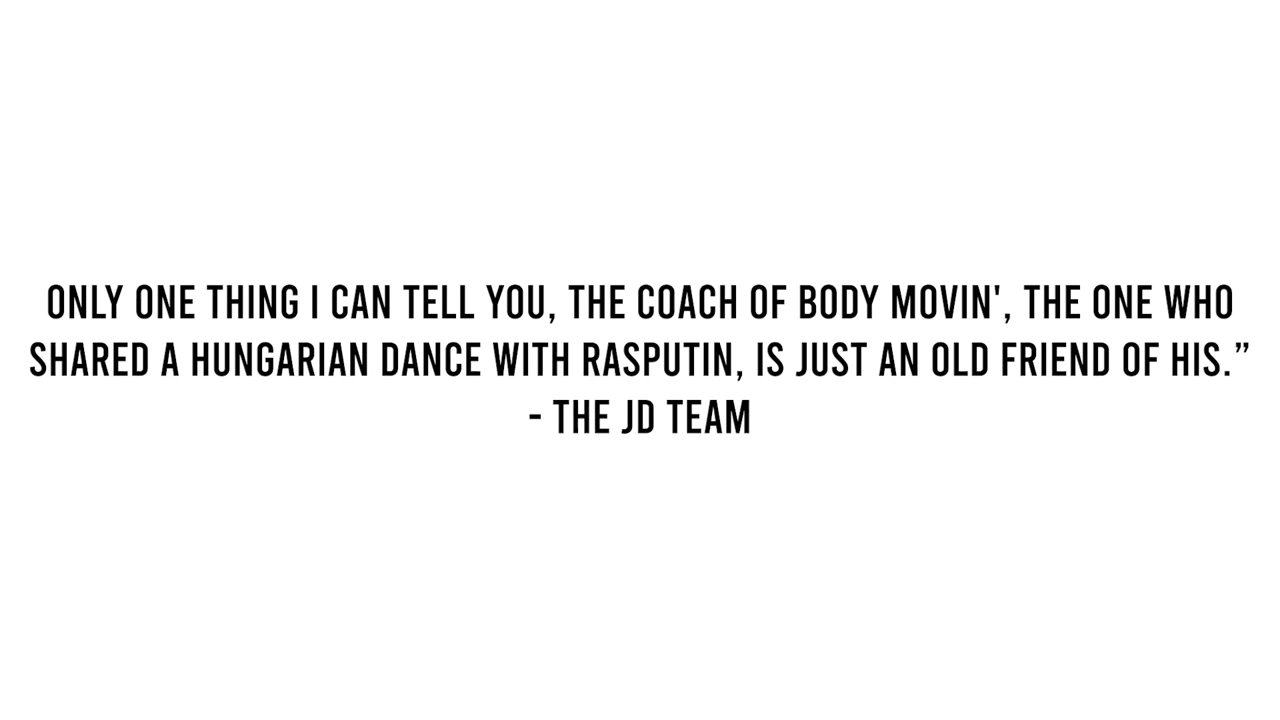 ONLY ONE THING I CAN TELL YOU, THE COACH OF BODY MOVIN', THE ONE WHO
SHARED A HUNGARIAN DANCE WITH RASPUTIN, IS JUST AN OLD FRIEND OF HIS.”
- THE JD TEAM